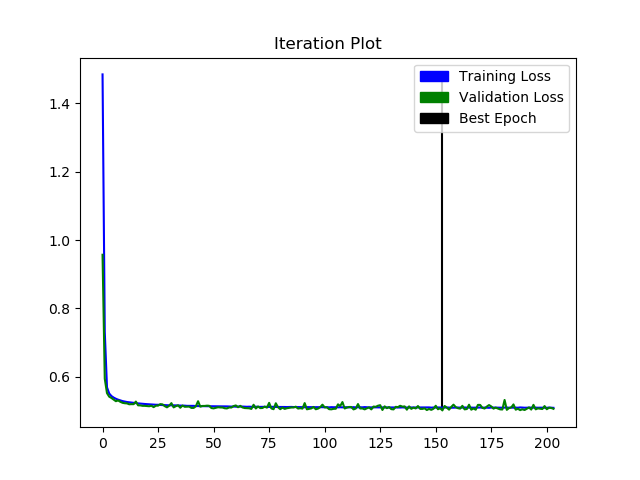 Iteration Plot
Training Loss
Validation Loss
Best Epoch
1.4
1.2
1.0
0.8
0.6
0 25 50 75 100 125 150 175 200